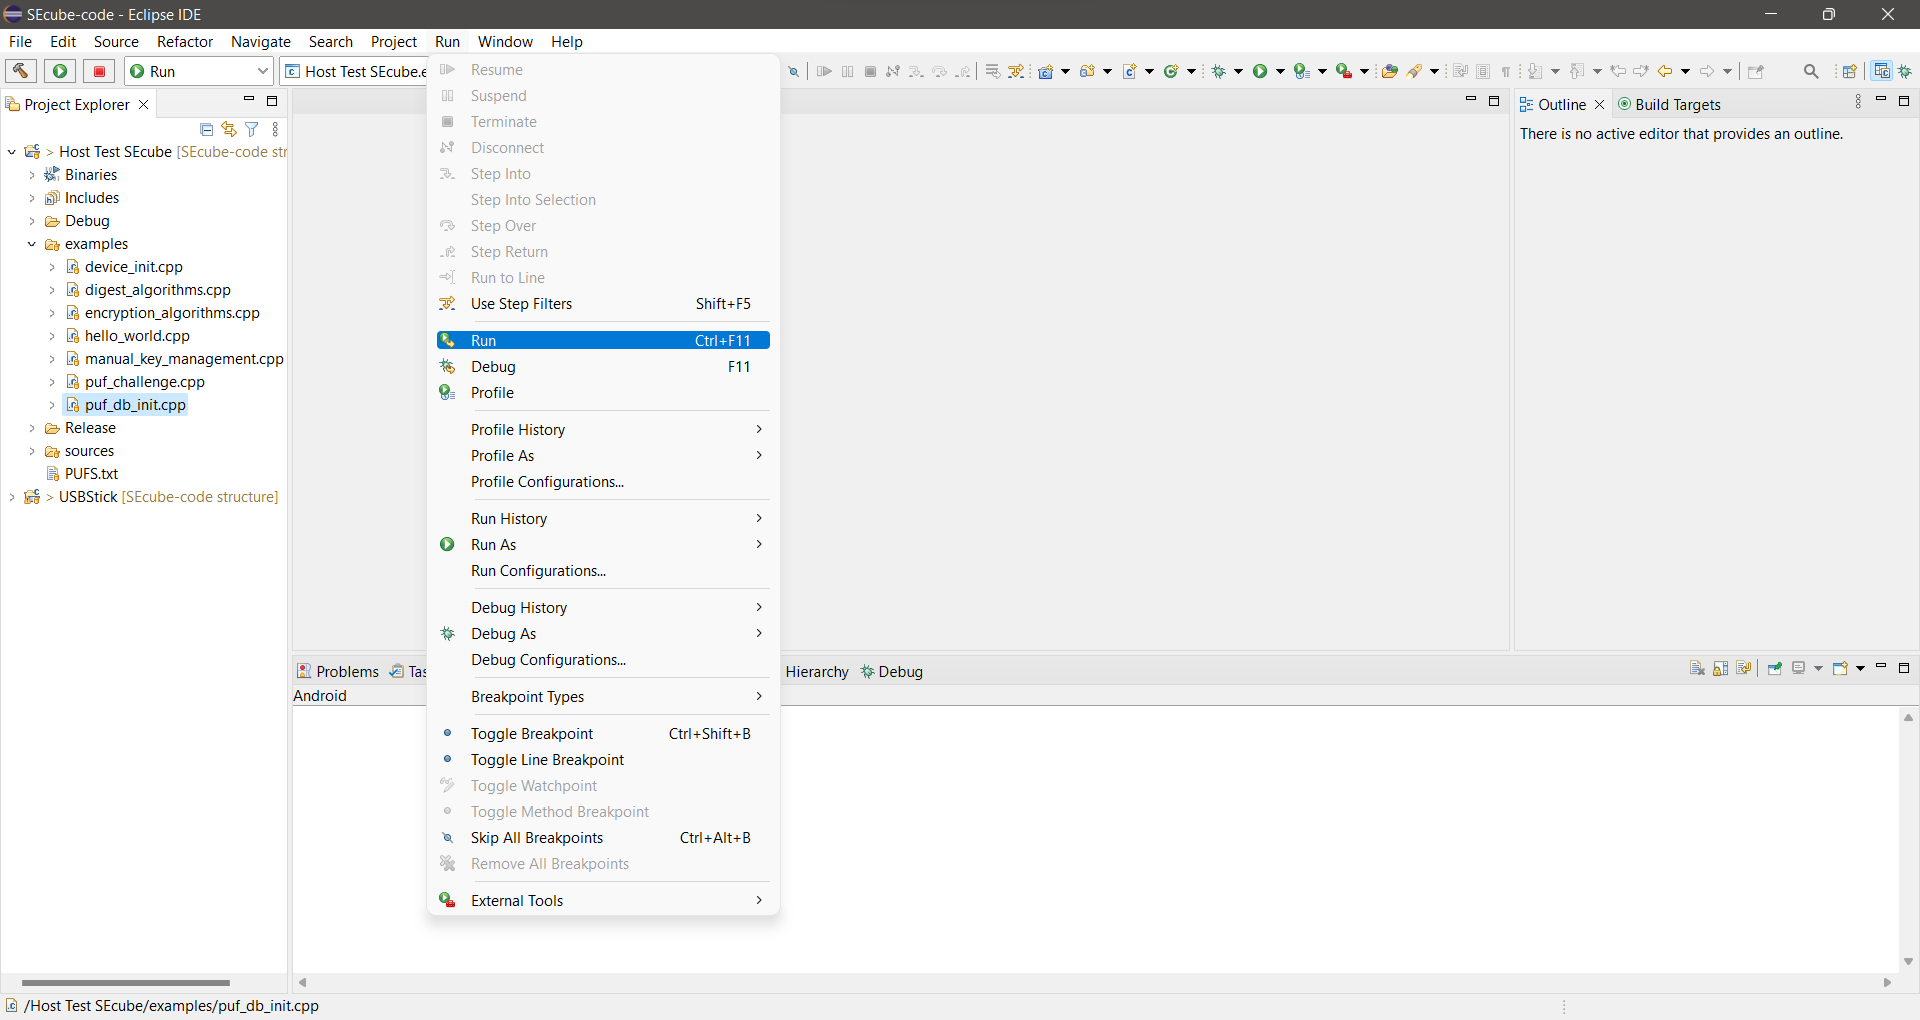 SEcube-code - Eclipse IDE
File Edit Source Refactor Navigate Search Project Run Window Help
Run
Host Test SEcube.e
Project Explorer
> Host Test SEcube [SEcube-code str
Binaries
Includes
Debug
examples
device_init.cpp
digest_algorithms.cpp
encryption_algorithms.cpp
hello_world.cpp
manual_key_management.cpp
puf_challenge.cpp
puf_db_init.cpp
Release
sources
PUFS.txt
> USBStick [SEcube-code structure]
Resume
Suspend
Terminate
Disconnect
Step Into
Step Into Selection
Step Over
Step Return
Run to Line
Use Step Filters Shift+F5
Run Ctrl+F11
Debug F11
Profile
Profile History
Profile As
Profile Configurations...
Run History
Run As
Run Configurations...
Debug History
Debug As
Debug Configurations...
Breakpoint Types
Toggle Breakpoint Ctrl+Shift+B
Toggle Line Breakpoint
Toggle Watchpoint
Toggle Method Breakpoint
Skip All Breakpoints Ctrl+Alt+B
Remove All Breakpoints
External Tools
Outline Build Targets
There is no active editor that provides an outline.
Problems Tas Hierarchy Debug
Android
/Host Test SEcube/examples/puf_db_init.cpp